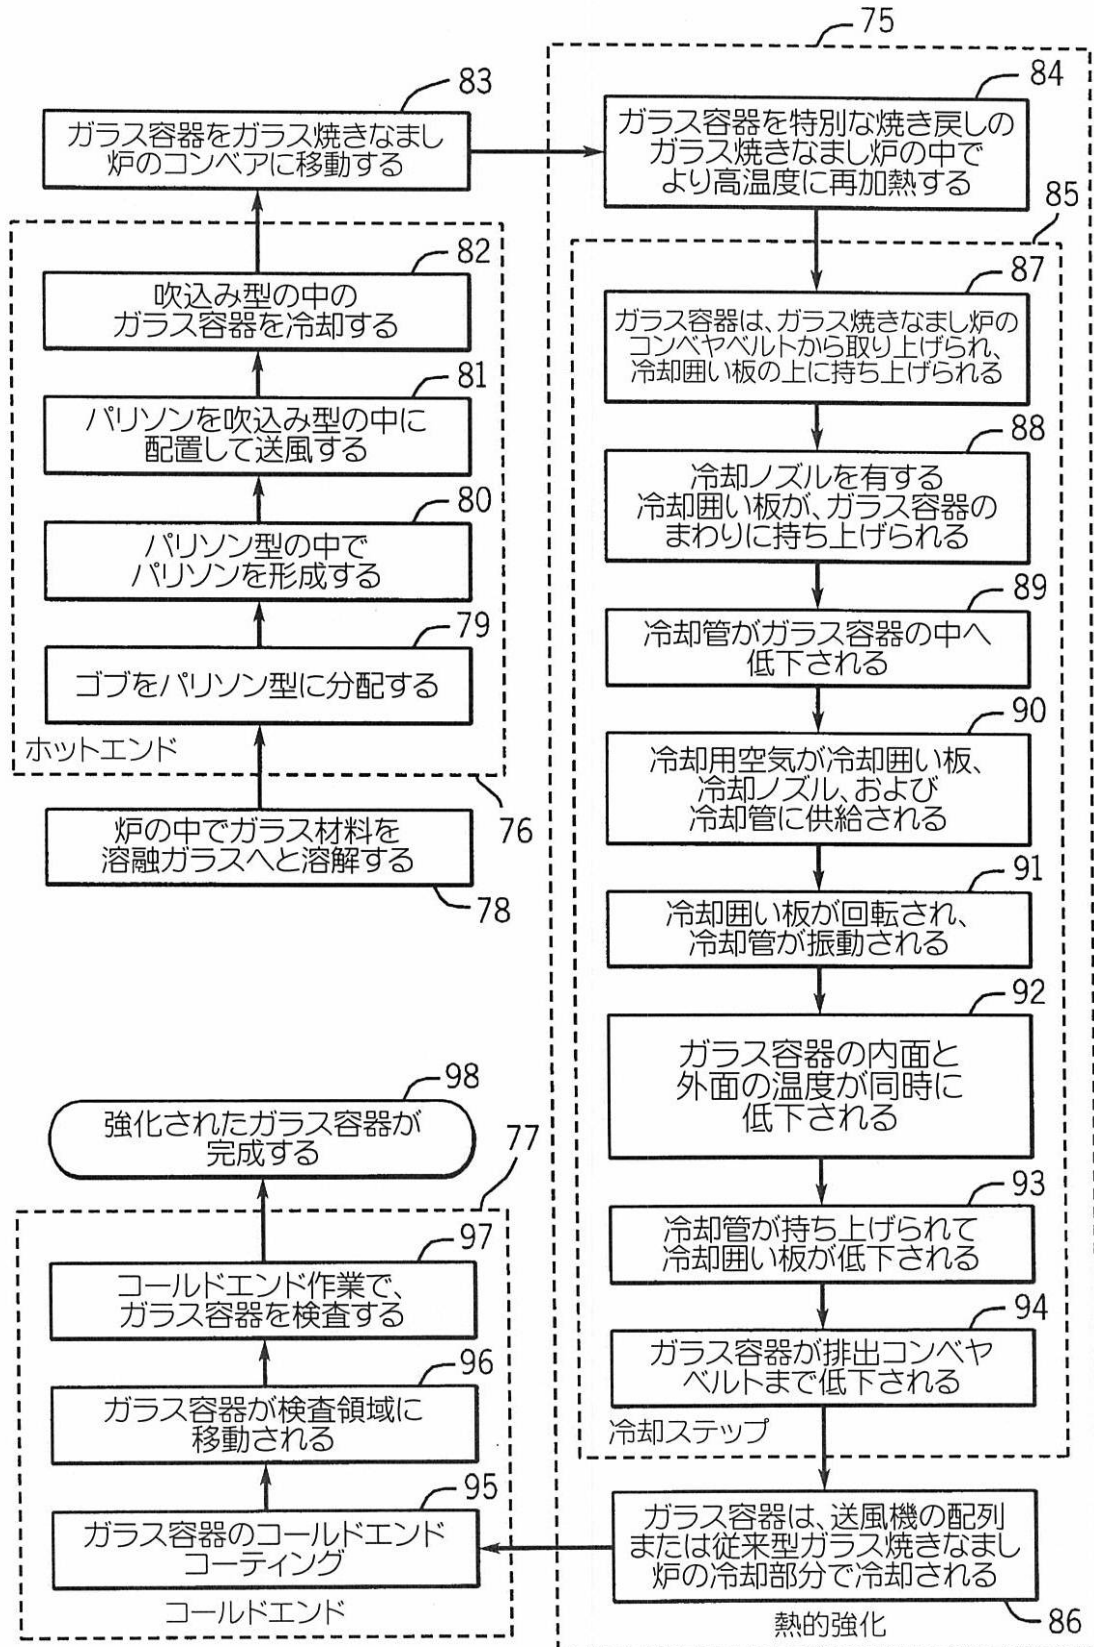 75
83
ガラス容器をガラス焼きなまし
炉のコンベアに移動する
84
ガラス容器を特別な焼き戻しの
ガラス焼きなまし炉の中で
より高温度に再加熱する
85
82
吹込み型の中の
ガラス容器を冷却する
81
パリソンを吹込み型の中に
配置して送風する
80
パリソン型の中で
パリソンを形成する
79
ゴブをパリソン型に分配する
ホットエンド
76
炉の中でガラス材料を
溶融ガラスへと溶解する
78
87
ガラス容器は、ガラス焼きなまし炉の
コンベヤベルトから取り上げられ、
冷却囲い板の上に持ち上げられる
88
冷却ノズルを有する
冷却囲い板が、ガラス容器の
まわりに持ち上げられる
89
冷却管がガラス容器の中へ
低下される
90
冷却用空気が冷却囲い板、
冷却ノズル、および
冷却管に供給される
91
冷却囲い板が回転され、
冷却管が振動される
92
ガラス容器の内面と
外面の温度が同時に
低下される
93
冷却管が持ち上げられて
冷却囲い板が低下される
94
ガラス容器が排出コンベヤ
ベルトまで低下される
冷却ステップ
ガラス容器は、送風機の配列
または従来型ガラス焼きなまし
炉の冷却部分で冷却される
86
熱的強化
98
強化されたガラス容器が
完成する
77
97
コールドエンド作業で、
ガラス容器を検査する
96
ガラス容器が検査領域に
移動される
95
ガラス容器のコールドエンド
コーティング
コールドエンド